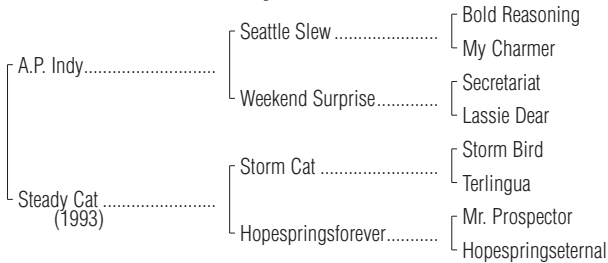 Bold Reasoning
Seattle Slew
My Charmer
A.P. Indy
Secretariat
Weekend Surprise
Lassie Dear
Storm Bird
Storm Cat
Terlingua
Steady Cat
(1993)
Mr. Prospector
Hopespringsforever
Hopespringseternal